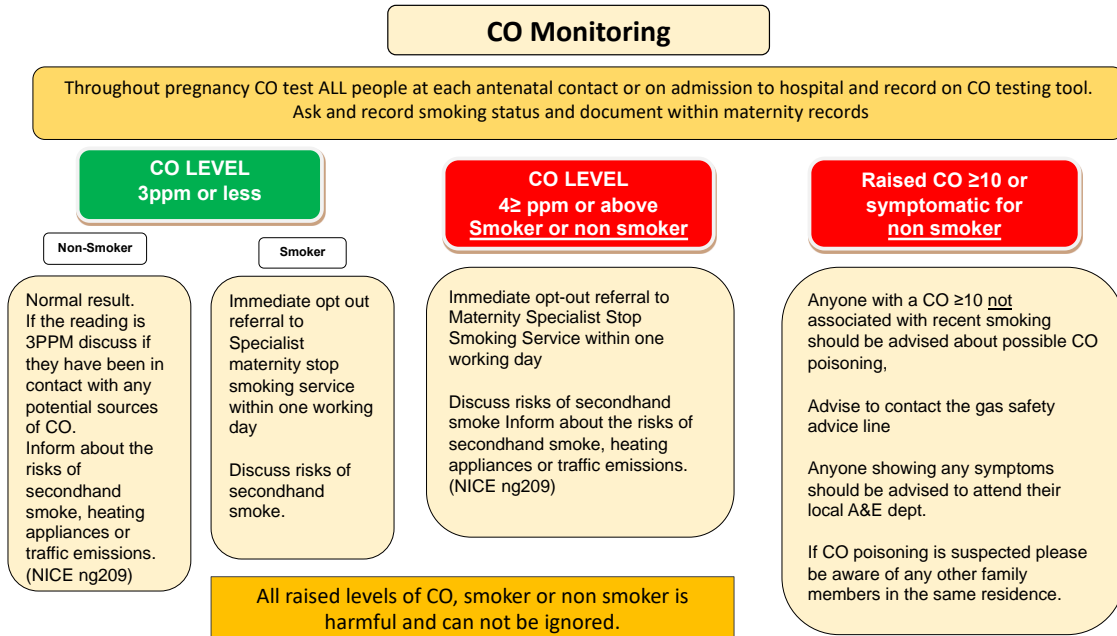 CO Monitoring
Throughout pregnancy CO test ALL people at each antenatal contact or on admission to hospital and record on CO testing tool.
Ask and record smoking status and document within maternity records
CO LEVEL
3ppm or less
Non-Smoker
Normal result.
If the reading is
3PPM discuss if
they have been in
contact with any
potential sources
of CO.
Inform about the
risks of
secondhand
smoke, heating
appliances or
traffic emissions.
(NICE ng209)
Smoker
Immediate opt out
referral to
Specialist
maternity stop
smoking service
within one working
day
Discuss risks of
secondhand
smoke.
CO LEVEL
4≥ ppm or above
Smoker or non smoker
Immediate opt-out referral to
Maternity Specialist Stop
Smoking Service within one
working day
Discuss risks of secondhand
smoke Inform about the risks of
secondhand smoke, heating
appliances or traffic emissions.
(NICE ng209)
Raised CO ≥10 or
symptomatic for
non smoker
Anyone with a CO ≥10 not
associated with recent smoking
should be advised about possible CO
poisoning,
Advise to contact the gas safety
advice line
Anyone showing any symptoms
should be advised to attend their
local A&E dept.
If CO poisoning is suspected please
be aware of any other family
members in the same residence.
All raised levels of CO, smoker or non smoker is
harmful and can not be ignored.